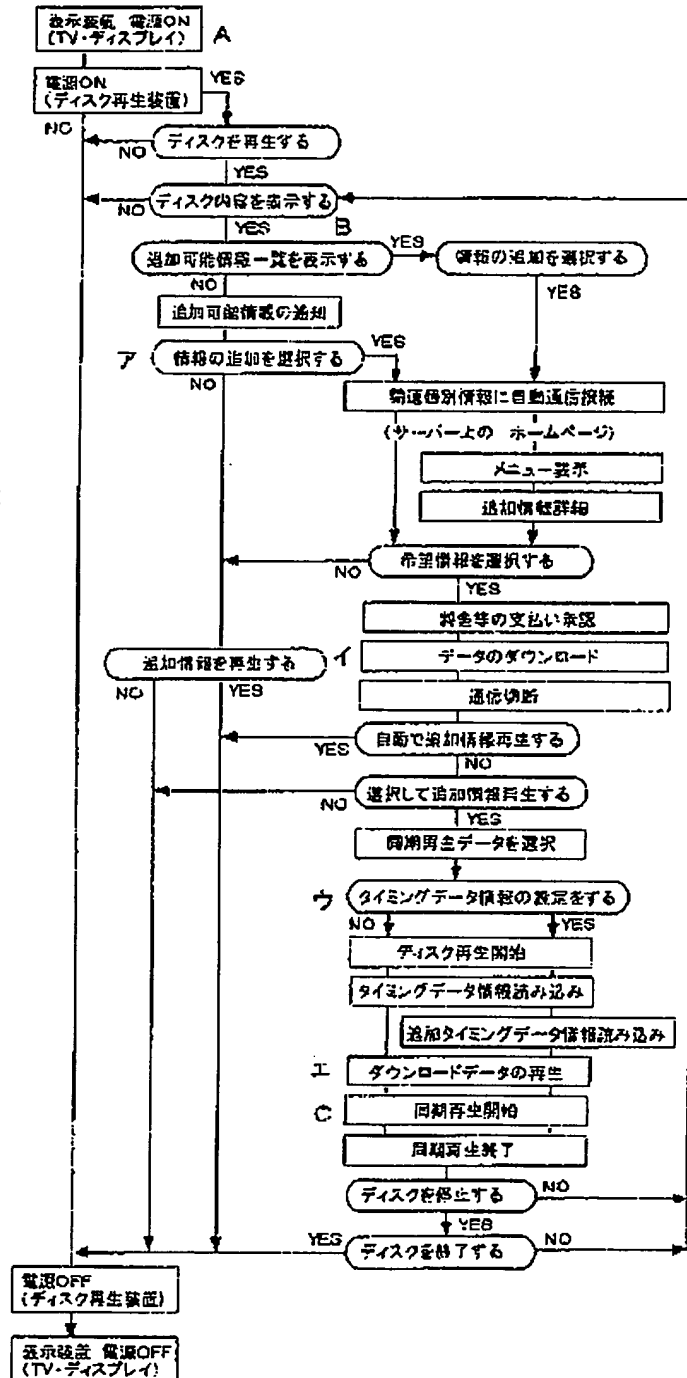 表示装置 電源ON
(TV・ディスプレイ)
A
電源ON
(ディスク再生装置)
YES
NO
ディスクを再生する
NO
YES
ディスク内容を表示する
NO
YES
B
追加可能情報一覧を表示する
YES
情報の追加を選択する
NO
YES
追加可能情報の通知
ア
情報の追加を選択する
YES
NO
関連個別情報に自動通信接続
(サーバー上の ホームページ)
メニュー表示
追加情報詳細
希望情報を選択する
NO
YES
料金等の支払い承認
追加情報を再生する
イ
データのダウンロード
NO
YES
通信切断
自動で追加情報再生する
YES
NO
選択して追加情報再生する
NO
YES
同期再生データを選択
ウ
タイミングデータ情報の設定をする
NO
YES
ディスク再生開始
タイミングデータ情報読み込み
追加タイミングデータ情報読み込み
エ
ダウンロードデータの再生
C
同期再生開始
同期再生終了
ディスクを停止する
NO
YES
YES
ディスクを終了する
NO
電源OFF
(ディスク再生装置)
表示装置 電源OFF
(TV・ディスプレイ)